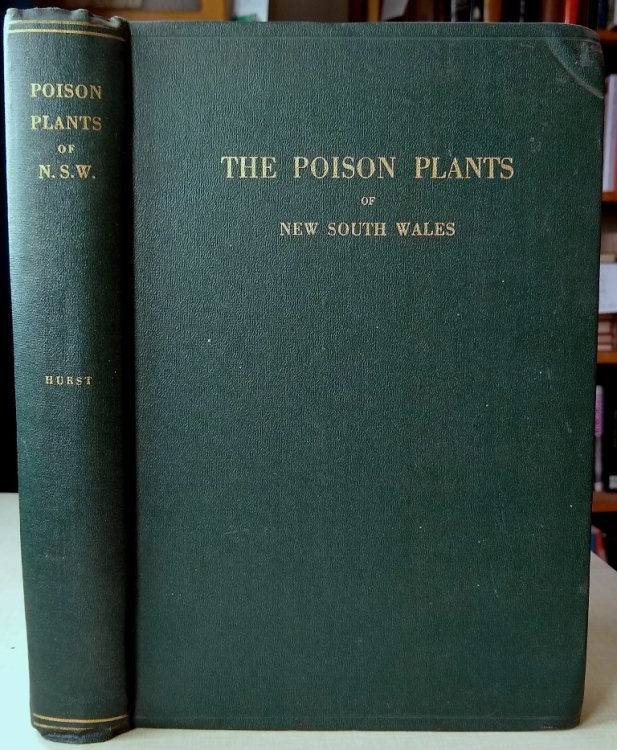 POISON
PLANTS
OF
N.S.W.
HURST
THE POISON PLANTS
OF
NEW SOUTH WALES